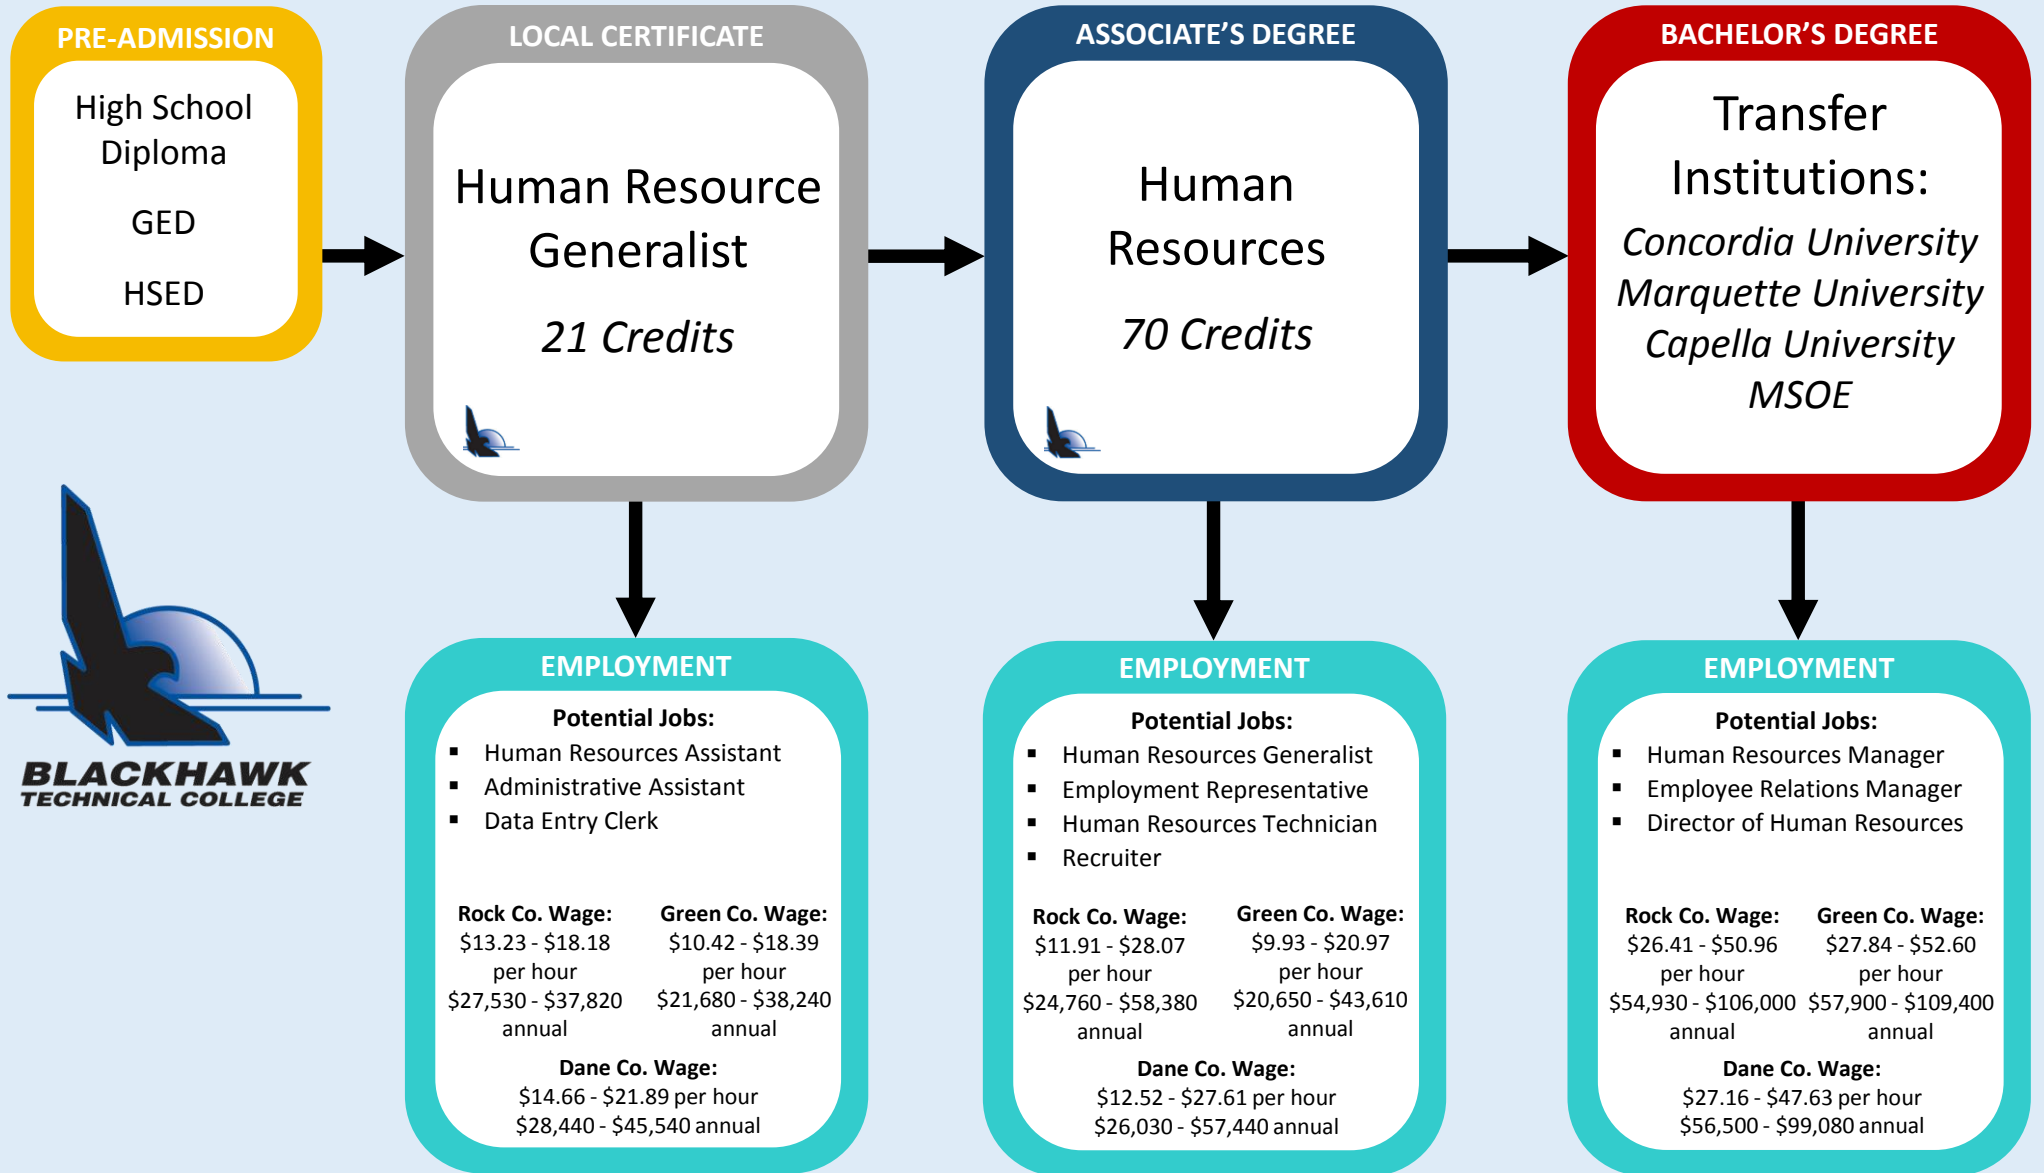 PRE-ADMISSION
High School
Diploma
GED
HSED
LOCAL CERTIFICATE
Human Resource
Generalist
21 Credits
ASSOCIATE'S DEGREE
Human
Resources
70 Credits
BACHELOR'S DEGREE
Transfer
Institutions:
Concordia University
Marquette University
Capella University
MSOE
BLACKHAWK
TECHNICAL COLLEGE
EMPLOYMENT
Potential Jobs:
▪ Human Resources Assistant
▪ Administrative Assistant
▪ Data Entry Clerk
Rock Co. Wage:
$13.23 - $18.18
per hour
$27,530 - $37,820
annual
Green Co. Wage:
$10.42 - $18.39
per hour
$21,680 - $38,240
annual
Dane Co. Wage:
$14.66 - $21.89 per hour
$28,440 - $45,540 annual
EMPLOYMENT
Potential Jobs:
▪ Human Resources Generalist
▪ Employment Representative
▪ Human Resources Technician
▪ Recruiter
Rock Co. Wage:
$11.91 - $28.07
per hour
$24,760 - $58,380
annual
Green Co. Wage:
$9.93 - $20.97
per hour
$20,650 - $43,610
annual
Dane Co. Wage:
$12.52 - $27.61 per hour
$26,030 - $57,440 annual
EMPLOYMENT
Potential Jobs:
▪ Human Resources Manager
▪ Employee Relations Manager
▪ Director of Human Resources
Rock Co. Wage:
$26.41 - $50.96
per hour
$54,930 - $106,000
annual
Green Co. Wage:
$27.84 - $52.60
per hour
$57,900 - $109,400
annual
Dane Co. Wage:
$27.16 - $47.63 per hour
$56,500 - $99,080 annual